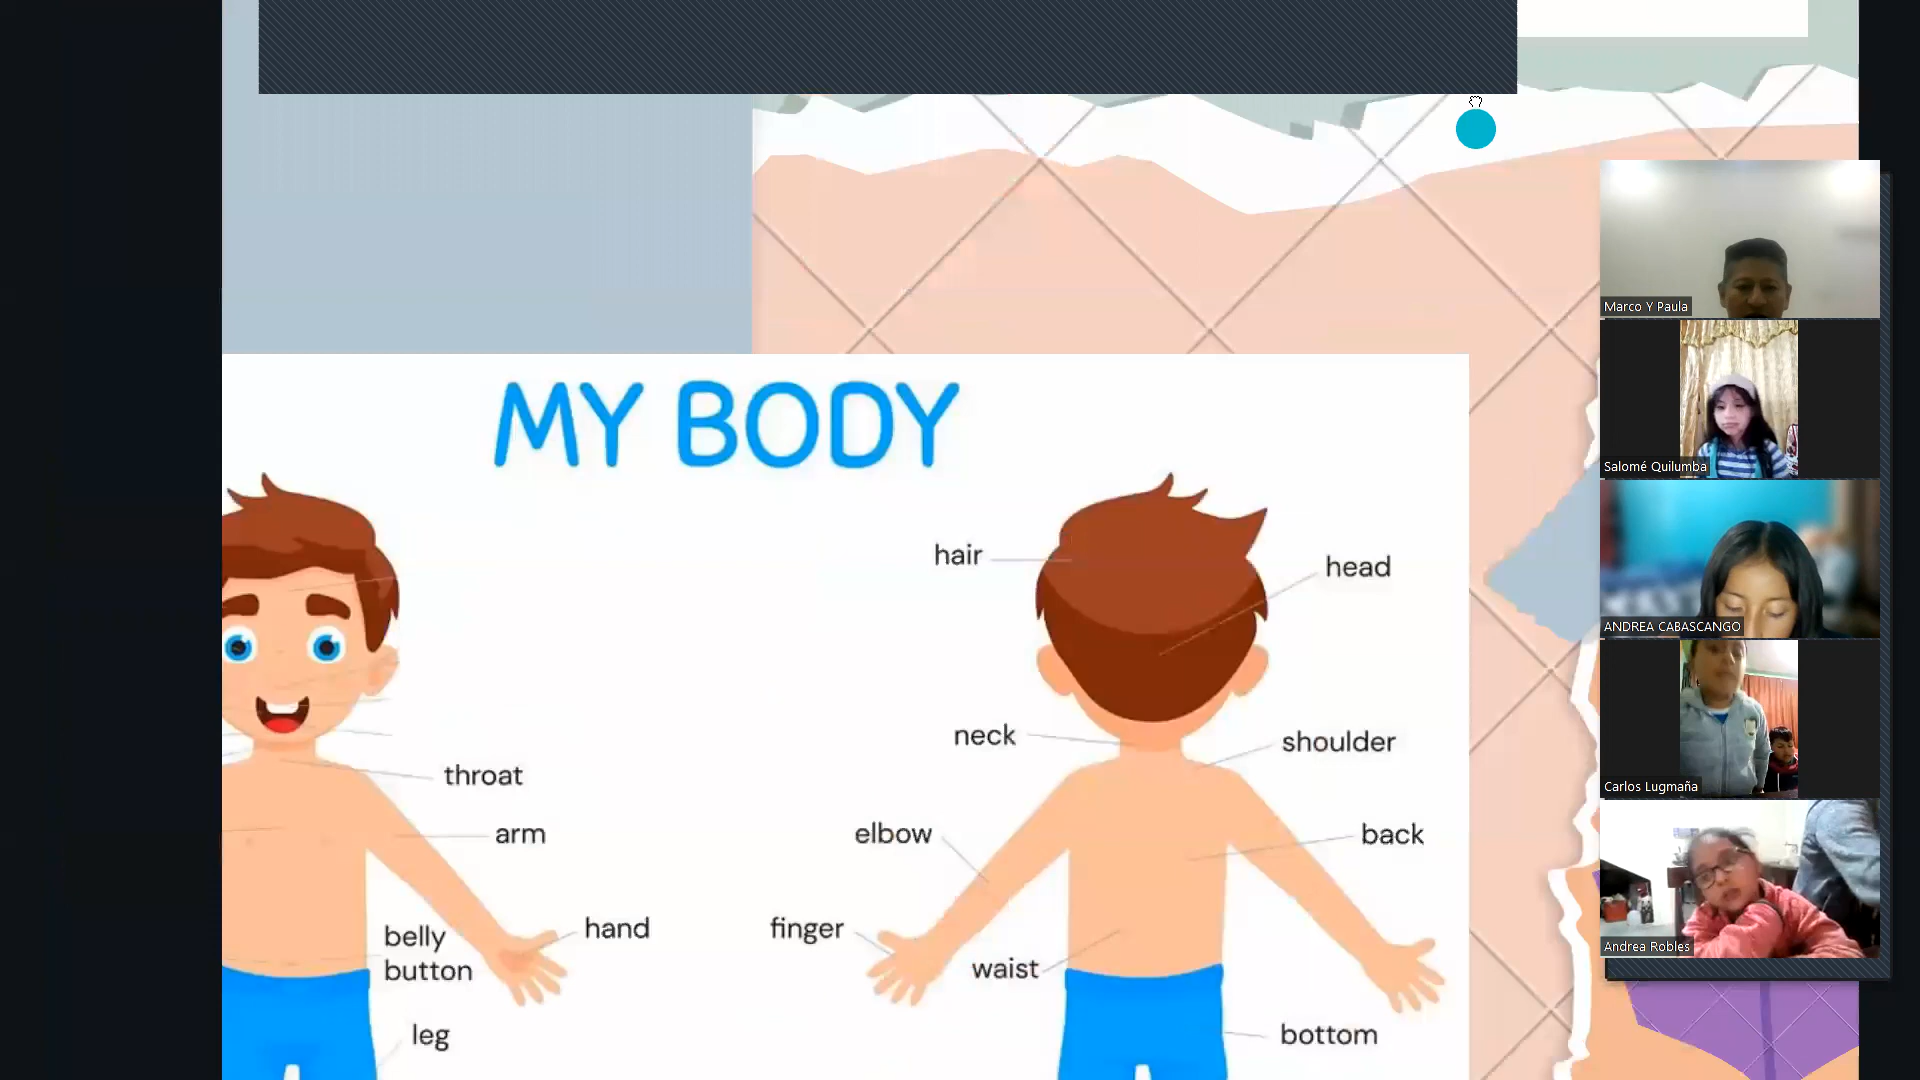 MY BODY
hair
head
neck
shoulder
throat
arm
elbow
back
belly
button
hand
finger
waist
leg
bottom
Marco Y Paula
Salomé Quilumba
ANDREA CABASCANGO
Carlos Lugmaña
Andrea Robles